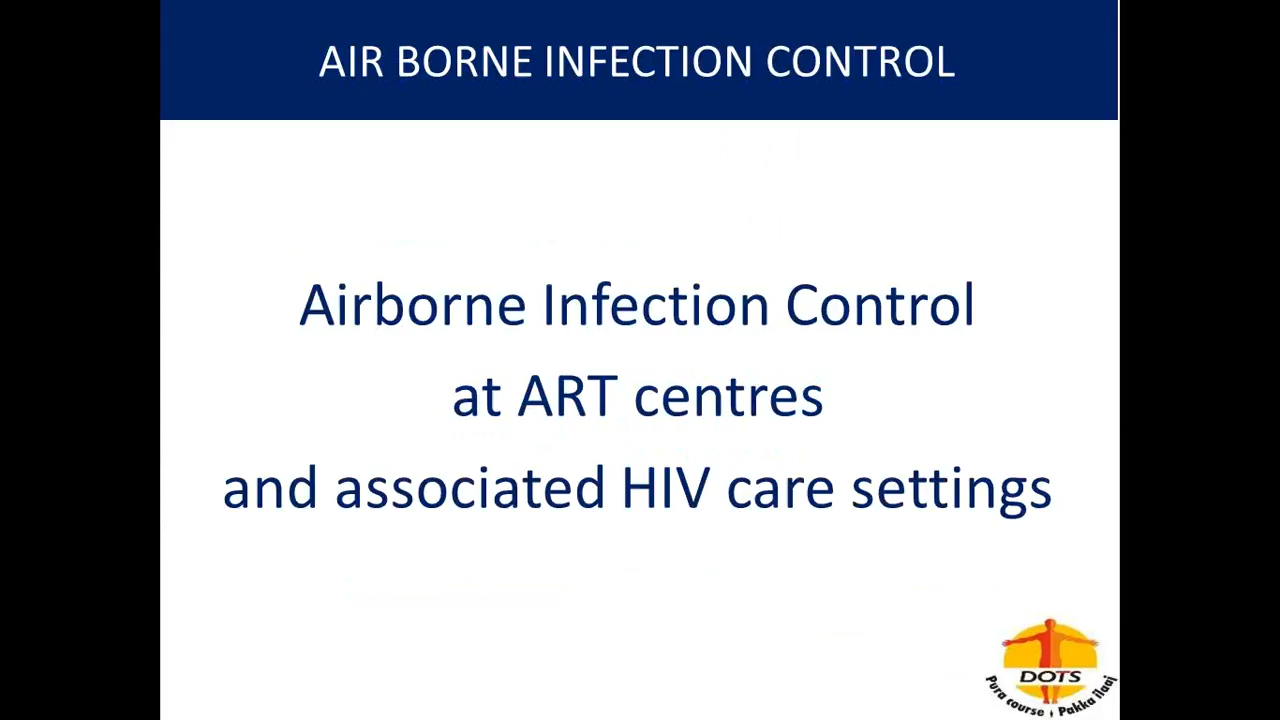 AIR BORNE INFECTION CONTROL
Airborne Infection Control
at ART centres
and associated HIV care settings
DOTS
Pura course, Pakka ilaaj